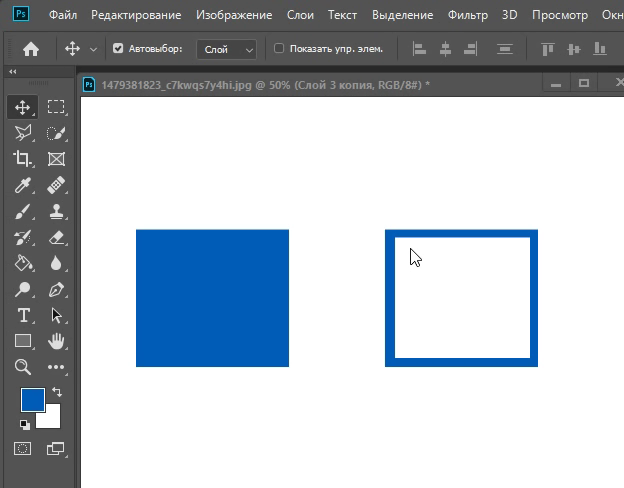 Ps Файл Редактирование Изображение Слои Текст Выделение Фильтр 3D Просмотр Окн
Автовыбор: Слой Показать упр. элем.
Ps 1479381823_c7kwqs7y4hi.jpg @ 50% (Слой 3 копия, RGB/8#) *
T